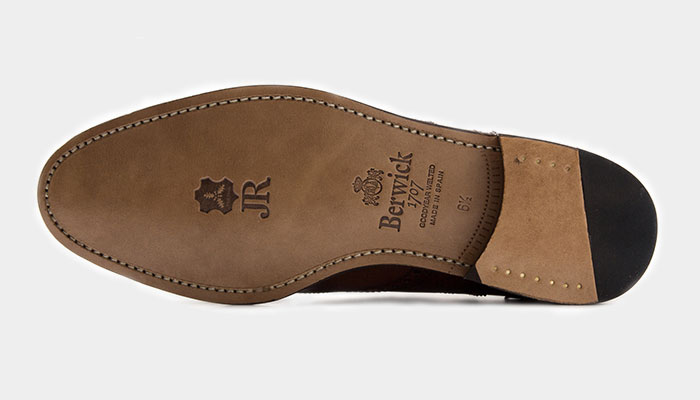 JR
Berwick
1707
GOODYEAR WELTED
MADE IN SPAIN
6½